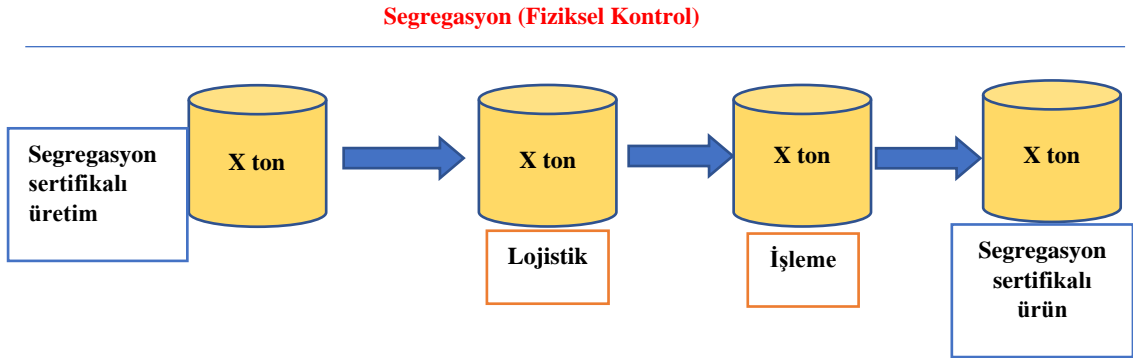 Segregasyon (Fiziksel Kontrol)
Segregasyon
sertifikalı
üretim
X ton
X ton
Lojistik
X ton
İşleme
X ton
Segregasyon
sertifikalı
ürün